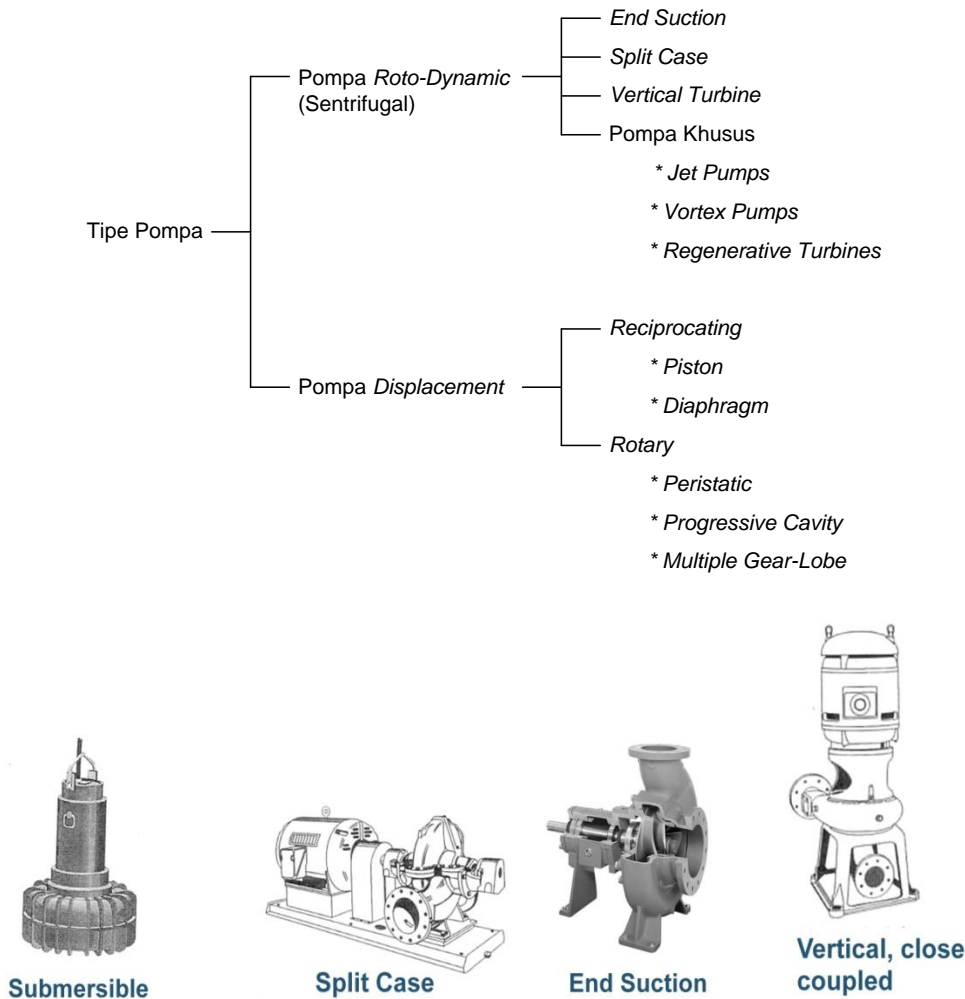 End Suction
Pompa Roto-Dynamic
(Sentrifugal)
Split Case
Vertical Turbine
Pompa Khusus
* Jet Pumps
* Vortex Pumps
* Regenerative Turbines
Tipe Pompa
Reciprocating
* Piston
Pompa Displacement
* Diaphragm
Rotary
* Peristatic
* Progressive Cavity
* Multiple Gear-Lobe
Submersible
Split Case
End Suction
Vertical, close
coupled